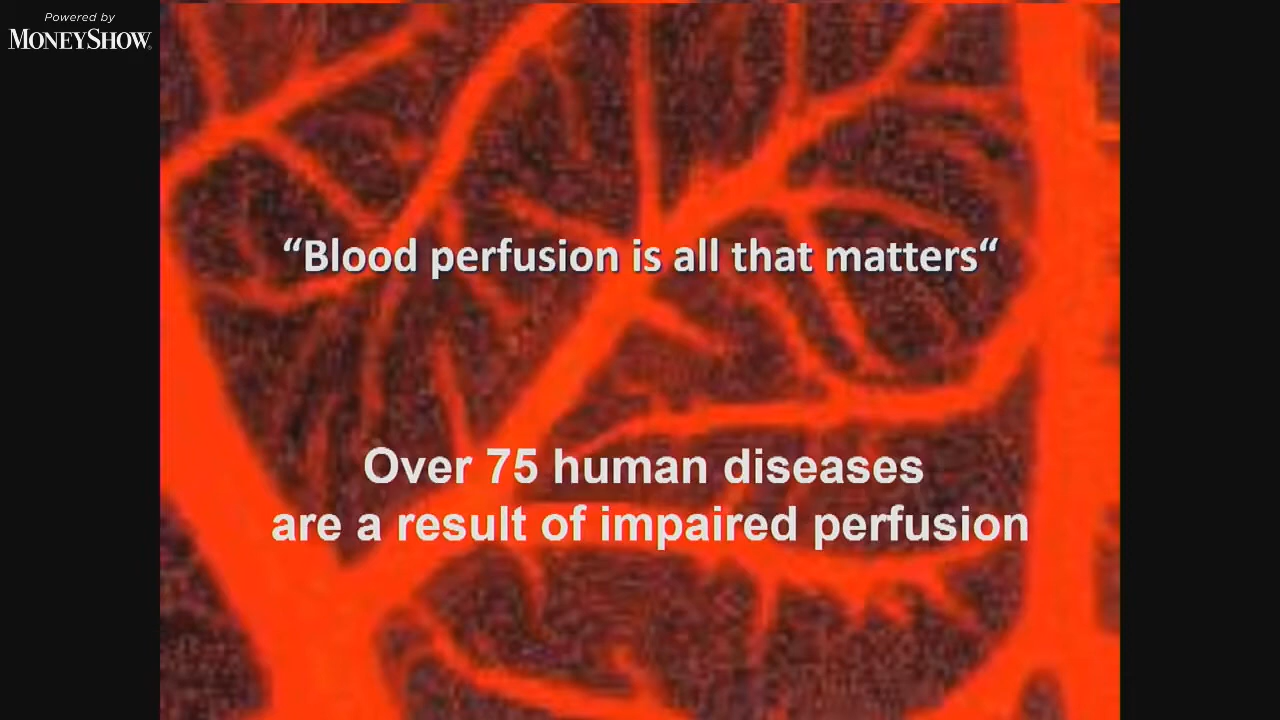 Powered by
MONEYSHOW
“Blood perfusion is all that matters“
Over 75 human diseases
are a result of impaired perfusion